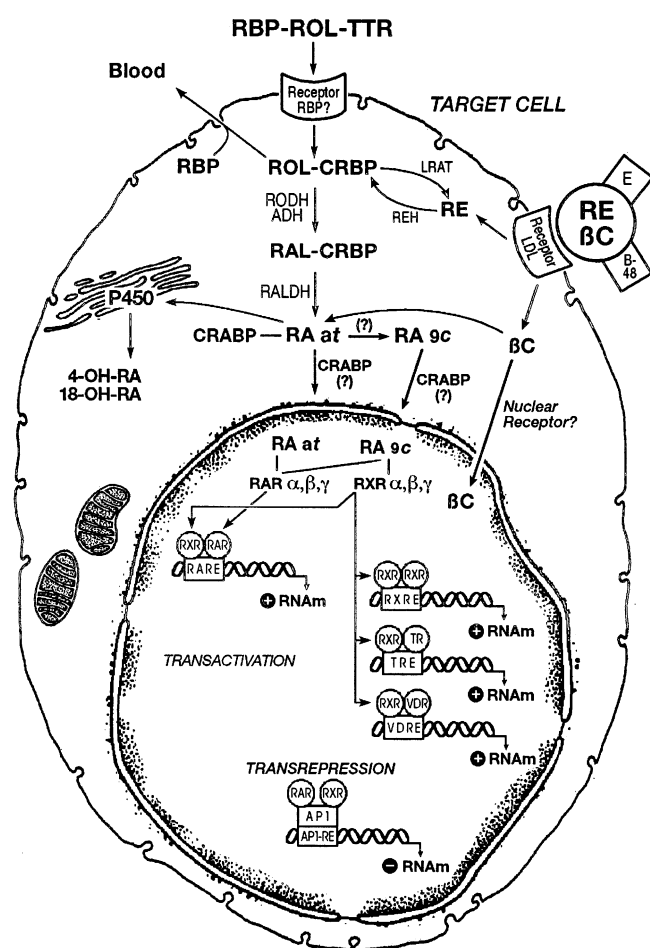 RBP-ROL-TTR
Blood
Receptor
RBP?
TARGET CELL
RBP
ROL-CRBP
LRAT
REH
RE
E
RE
ßC
B-
48
Receptor
LDL
RODH
ADH
RAL-CRBP
RALDH
P450
CRABP
RA at
(?)
RA 9c
ßC
4-OH-RA
18-OH-RA
CRABP
(?)
CRABP
(?)
Nuclear
Receptor?
RA at
RA 9c
RAR α,β,γ
RXR α,β,γ
ßC
RXR RAR
RARE
+ RNAm
RXR RXR
RXRE
+ RNAm
TRANSACTIVATION
RXR TR
TRE
+ RNAm
RXR VDR
VDRE
+ RNAm
TRANSREPRESSION
RAR RXR
AP1
AP1-RE
− RNAm